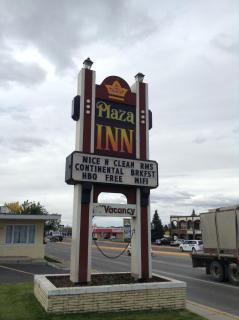 Plaza
INN
NICE N CLEAN RMS
CONTINENTAL BRKFST
HBO FREE WIFI
Vacancy